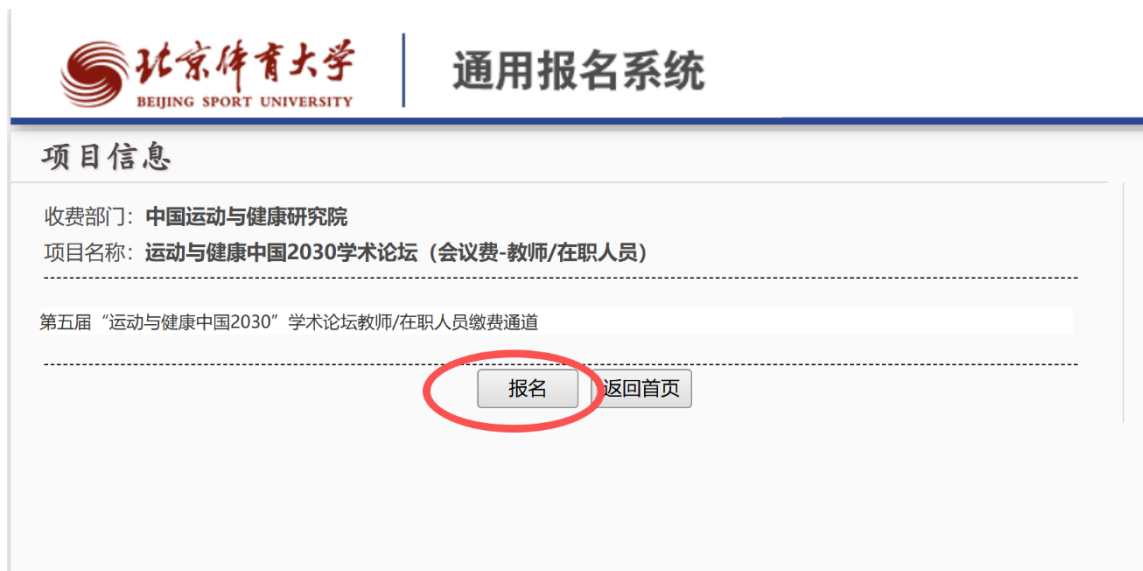 北京体育大学
BEIJING SPORT UNIVERSITY
通用报名系统
项目信息
收费部门：中国运动与健康研究院
项目名称：运动与健康中国2030学术论坛（会议费-教师/在职人员）
第五届“运动与健康中国2030”学术论坛教师/在职人员缴费通道
报名 返回首页